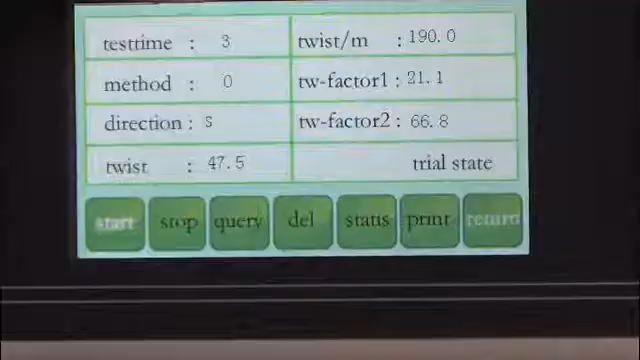 testtime : 3 twist/m : 190.0
method : 0 tw-factor1 : 21.1
direction : S tw-factor2 : 66.8
twist : 47.5 trial state
start stop query del statis print return